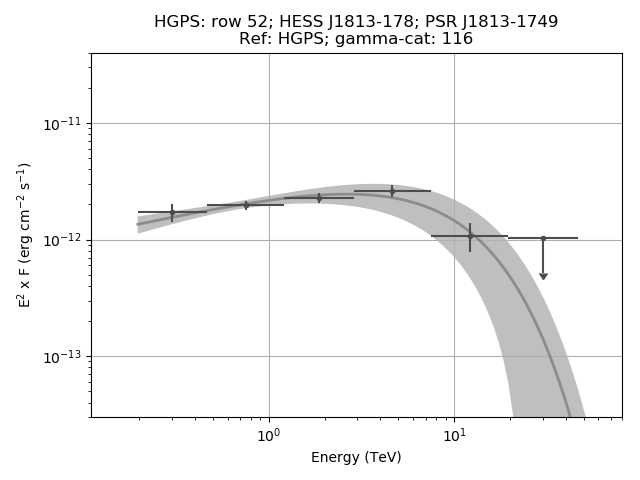 HGPS: row 52; HESS J1813-178; PSR J1813-1749
Ref: HGPS; gamma-cat: 116
E² x F (erg cm⁻² s⁻¹)
10⁻¹¹
10⁻¹²
10⁻¹³
10⁰ 10¹
Energy (TeV)